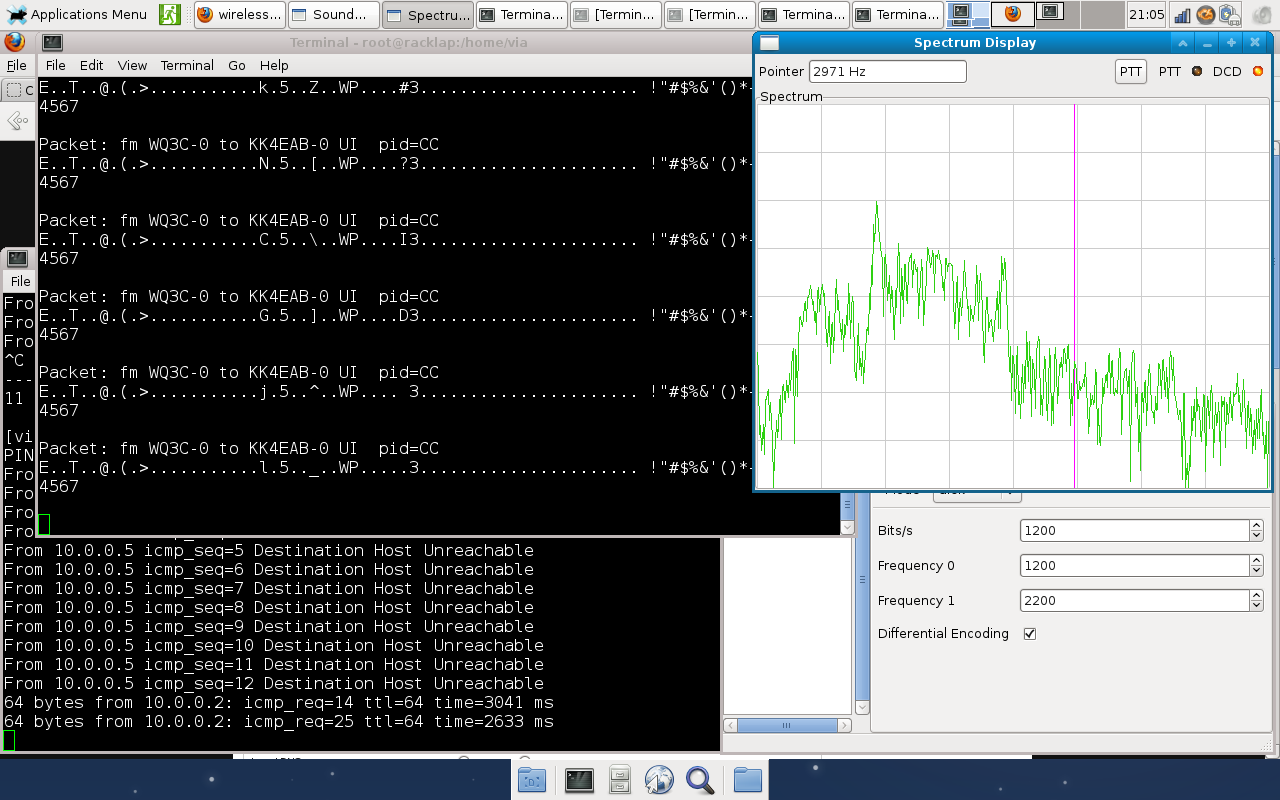 Applications Menu
wireless...
Sound...
Spectru...
Termina...
[Termin...
[Termin...
Termina...
Termina...
21:05
Terminal - root@racklap:/home/via
File Edit View Terminal Go Help
E..T..@.(.>...........k.5..Z..WP....#3...................... !"#$%&'()*
4567
Packet: fm WQ3C-0 to KK4EAB-0 UI  pid=CC
E..T..@.(.>...........N.5..[..WP....?3...................... !"#$%&'()*
4567
Packet: fm WQ3C-0 to KK4EAB-0 UI  pid=CC
E..T..@.(.>...........C.5..\..WP....I3...................... !"#$%&'()*
4567
Packet: fm WQ3C-0 to KK4EAB-0 UI  pid=CC
E..T..@.(.>...........G.5..]..WP....D3...................... !"#$%&'()*
4567
Packet: fm WQ3C-0 to KK4EAB-0 UI  pid=CC
E..T..@.(.>...........j.5..^..WP.... 3...................... !"#$%&'()*
4567
Packet: fm WQ3C-0 to KK4EAB-0 UI  pid=CC
E..T..@.(.>...........l.5.._..WP.....3...................... !"#$%&'()*
4567
Spectrum Display
Pointer 2971 Hz PTT PTT DCD
Spectrum
File
File
Fro
Fro
Fro
^C
---
11
[vi
PIN
Fro
Fro
Fro
Fro
From 10.0.0.5 icmp_seq=5 Destination Host Unreachable
From 10.0.0.5 icmp_seq=6 Destination Host Unreachable
From 10.0.0.5 icmp_seq=7 Destination Host Unreachable
From 10.0.0.5 icmp_seq=8 Destination Host Unreachable
From 10.0.0.5 icmp_seq=9 Destination Host Unreachable
From 10.0.0.5 icmp_seq=10 Destination Host Unreachable
From 10.0.0.5 icmp_seq=11 Destination Host Unreachable
From 10.0.0.5 icmp_seq=12 Destination Host Unreachable
64 bytes from 10.0.0.2: icmp_req=14 ttl=64 time=3041 ms
64 bytes from 10.0.0.2: icmp_req=25 ttl=64 time=2633 ms
Bits/s 1200
Frequency 0 1200
Frequency 1 2200
Differential Encoding